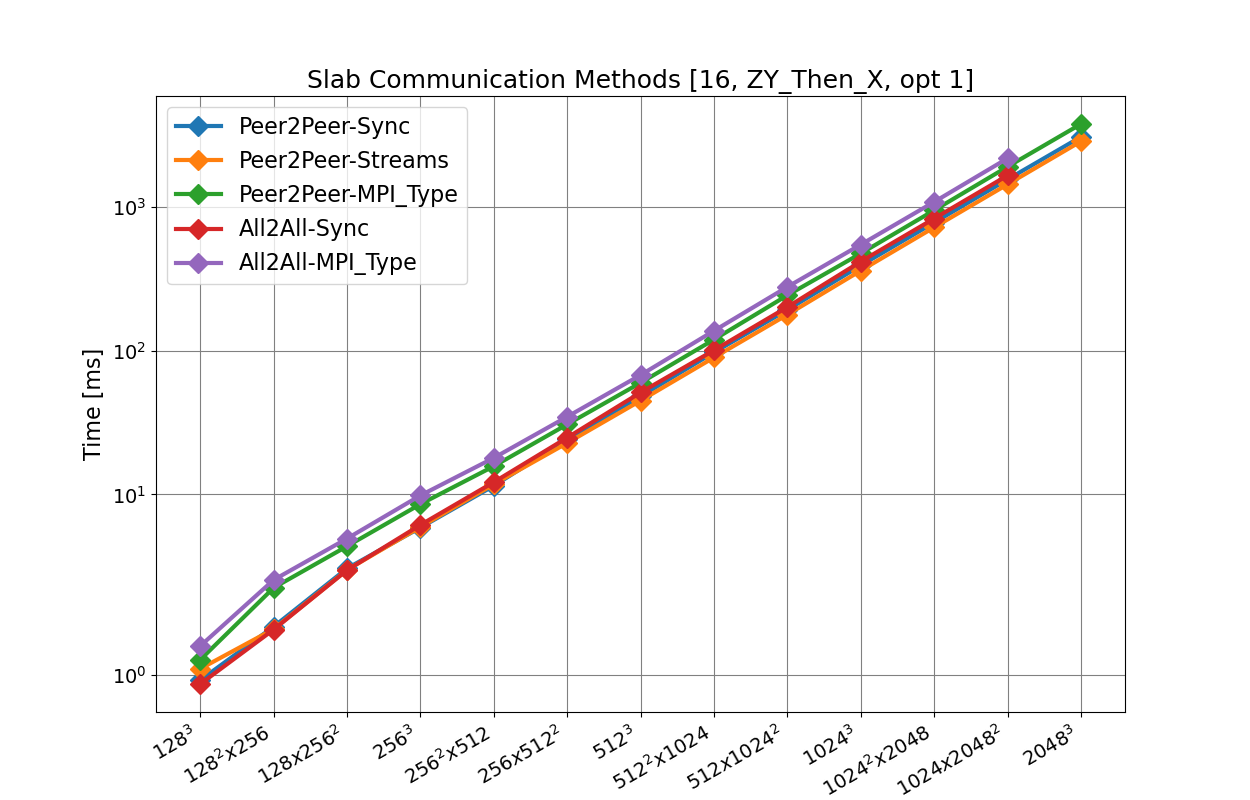 Slab Communication Methods [16, ZY_Then_X, opt 1]
Peer2Peer-Sync
Peer2Peer-Streams
Peer2Peer-MPI_Type
All2All-Sync
All2All-MPI_Type
Time [ms]
10³
10²
10¹
10⁰
128³
128²x256
128x256²
256³
256²x512
256x512²
512³
512²x1024
512x1024²
1024³
1024²x2048
1024x2048²
2048³